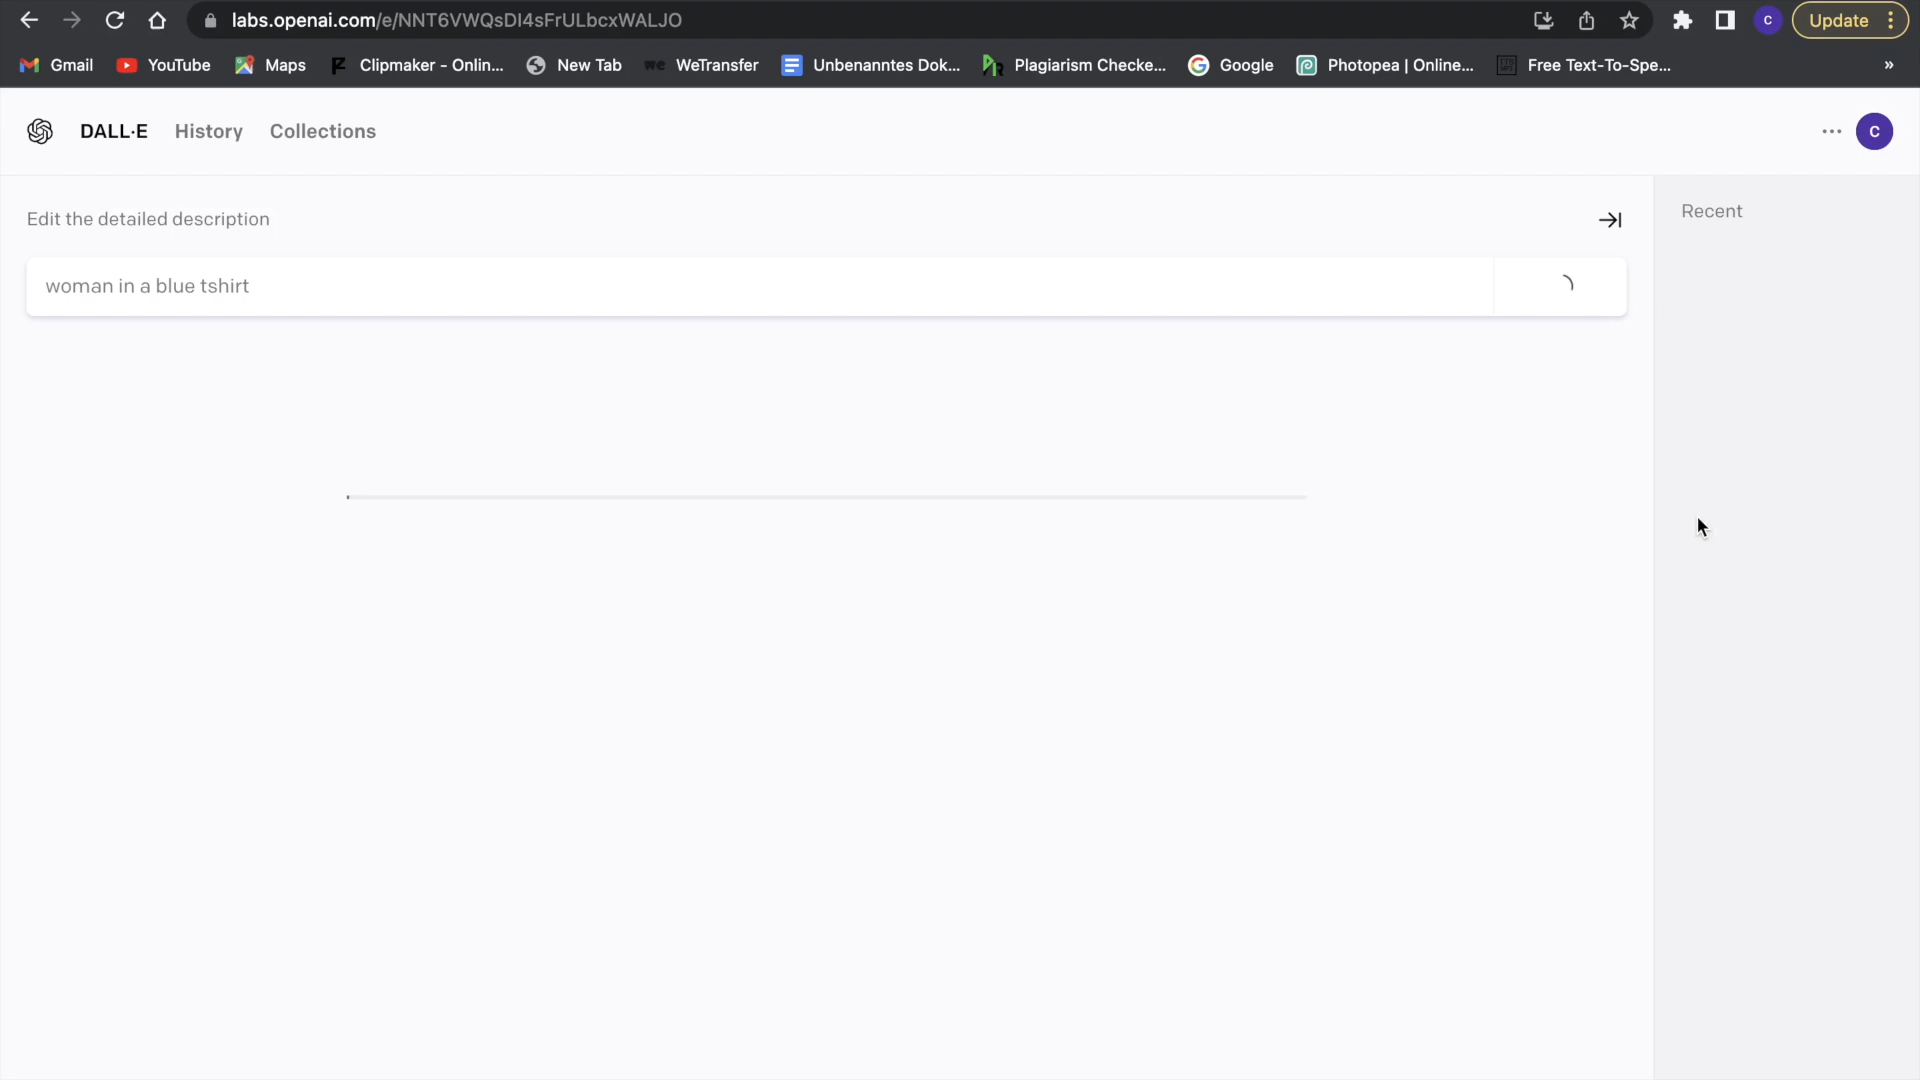 labs.openai.com/e/NNT6VWQsDI4sFrULbcxWALJO
C
Update
Gmail
YouTube
Maps
Clipmaker - Onlin...
New Tab
we
WeTransfer
Unbenanntes Dok...
Plagiarism Checke...
Google
Photopea | Online...
Free Text-To-Spe...
»
DALL·E
History
Collections
C
Edit the detailed description
Recent
woman in a blue tshirt